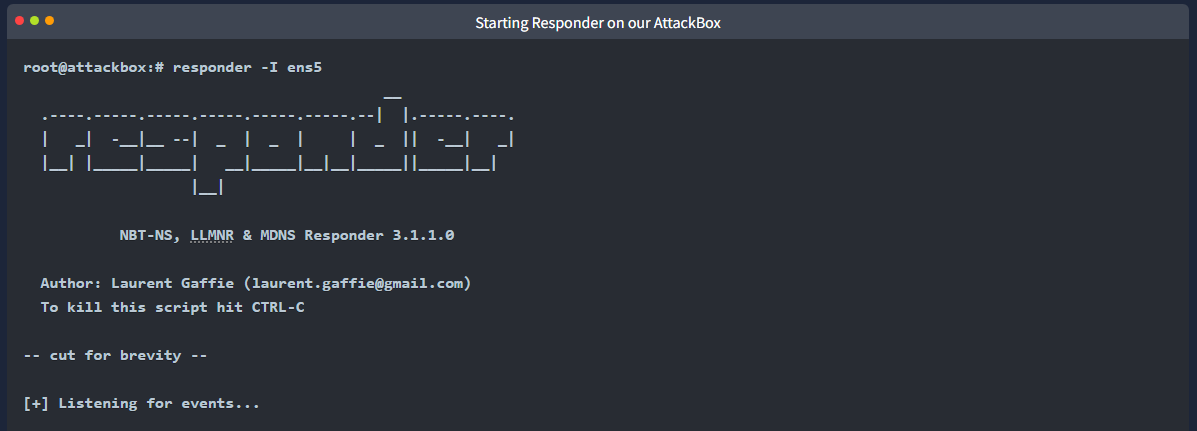 Starting Responder on our AttackBox
root@attackbox:# responder -I ens5
                                         __
  .----.-----.-----.-----.-----.-----.--|  |.-----.----.
  |   _|  -__|__ --|  _  |  _  |     |  _  ||  -__|   _|
  |__| |_____|_____|   __|_____|__|__|_____||_____|__|
                   |__|
NBT-NS, LLMNR & MDNS Responder 3.1.1.0
Author: Laurent Gaffie (laurent.gaffie@gmail.com)
To kill this script hit CTRL-C
-- cut for brevity --
[+] Listening for events...